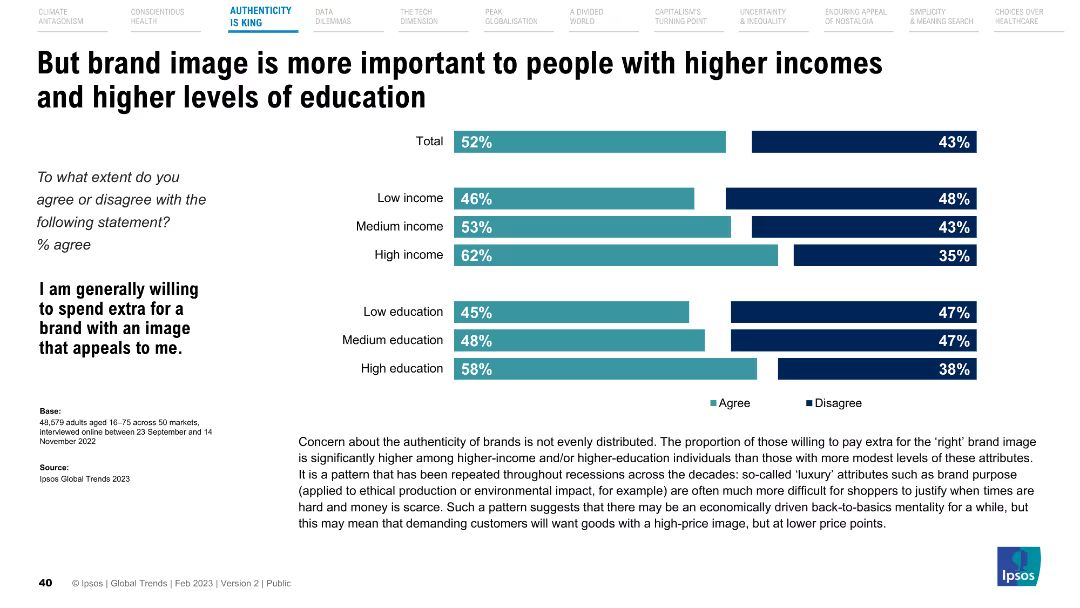 CLIMATE
ANTAGONISM
CONSCIENTIOUS
HEALTH
AUTHENTICITY
IS KING
DATA
DILEMMAS
THE TECH
DIMENSION
PEAK
GLOBALISATION
A DIVIDED
WORLD
CAPITALISM'S
TURNING POINT
UNCERTAINTY
& INEQUALITY
ENDURING APPEAL
OF NOSTALGIA
SIMPLICITY
& MEANING SEARCH
CHOICES OVER
HEALTHCARE
But brand image is more important to people with higher incomes
and higher levels of education
To what extent do you
agree or disagree with the
following statement?
% agree
I am generally willing
to spend extra for a
brand with an image
that appeals to me.
Base:
48,579 adults aged 16–75 across 50 markets,
interviewed online between 23 September and 14
November 2022
Source:
Ipsos Global Trends 2023
Total 52% 43%
Low income 46% 48%
Medium income 53% 43%
High income 62% 35%
Low education 45% 47%
Medium education 48% 47%
High education 58% 38%
Agree Disagree
Concern about the authenticity of brands is not evenly distributed. The proportion of those willing to pay extra for the ‘right’ brand image
is significantly higher among higher-income and/or higher-education individuals than those with more modest levels of these attributes.
It is a pattern that has been repeated throughout recessions across the decades: so-called ‘luxury’ attributes such as brand purpose
(applied to ethical production or environmental impact, for example) are often much more difficult for shoppers to justify when times are
hard and money is scarce. Such a pattern suggests that there may be an economically driven back-to-basics mentality for a while, but
this may mean that demanding customers will want goods with a high-price image, but at lower price points.
40 © Ipsos | Global Trends | Feb 2023 | Version 2 | Public
Ipsos